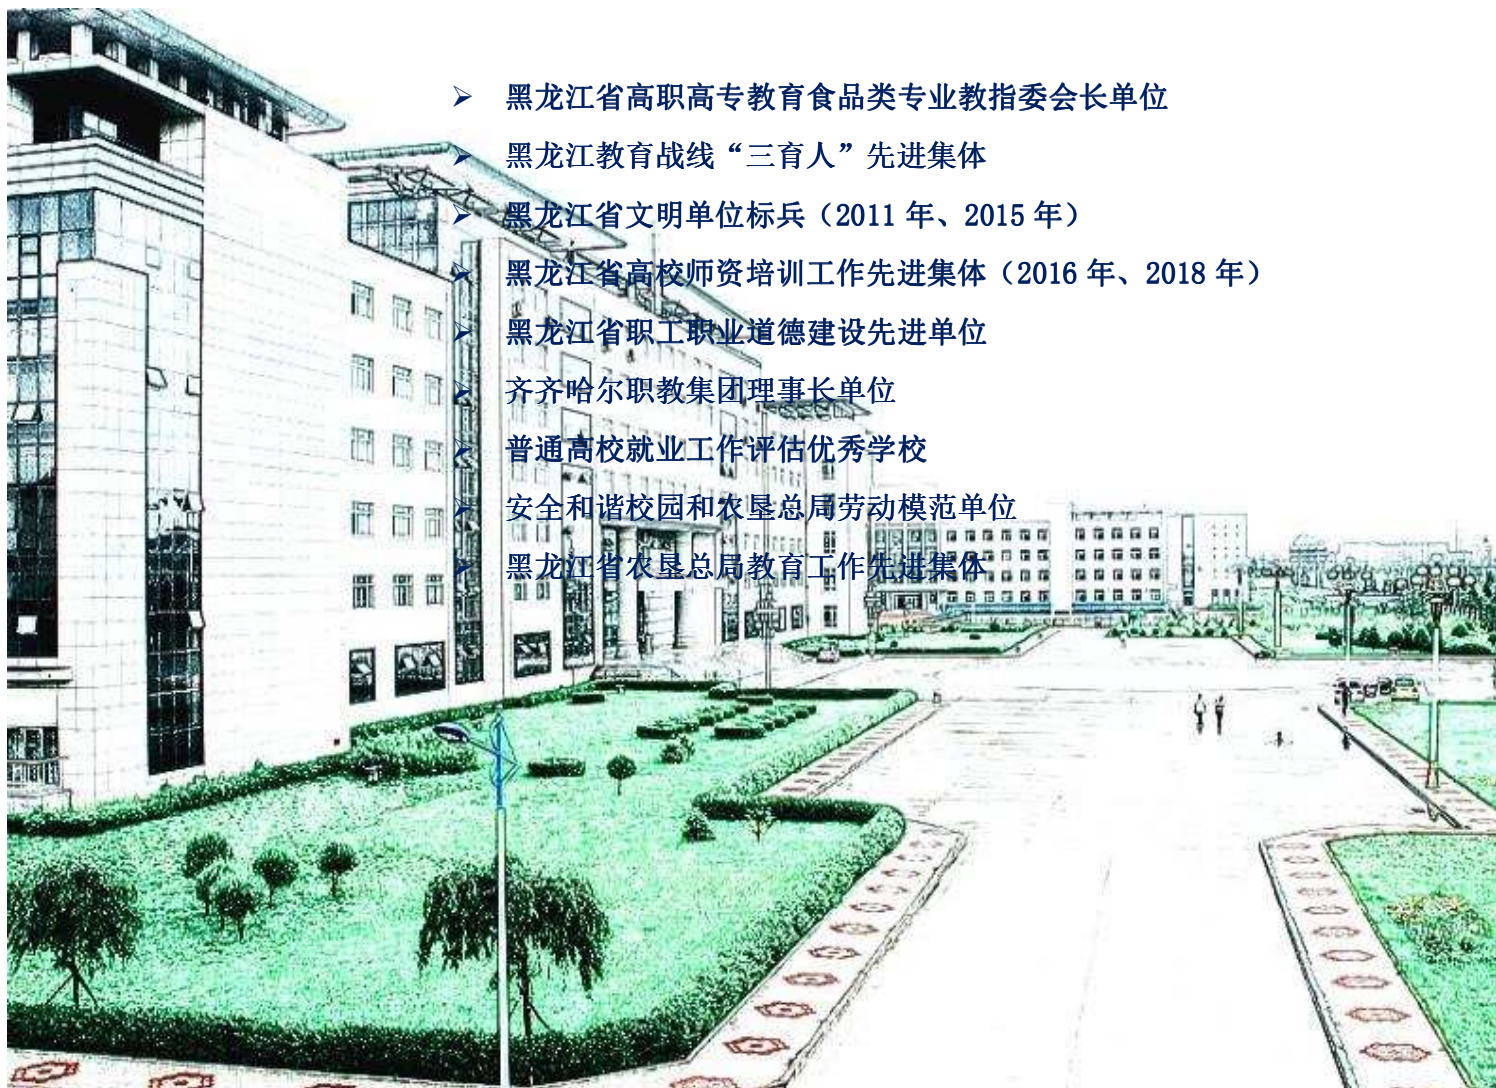 ➢ 黑龙江省高职高专教育食品类专业教指委会长单位
➢ 黑龙江教育战线“三育人”先进集体
➢ 黑龙江省文明单位标兵（2011 年、2015 年）
➢ 黑龙江省高校师资培训工作先进集体（2016 年、2018 年）
➢ 黑龙江省职工职业道德建设先进单位
➢ 齐齐哈尔职教集团理事长单位
➢ 普通高校就业工作评估优秀学校
➢ 安全和谐校园和农垦总局劳动模范单位
➢ 黑龙江省农垦总局教育工作先进集体